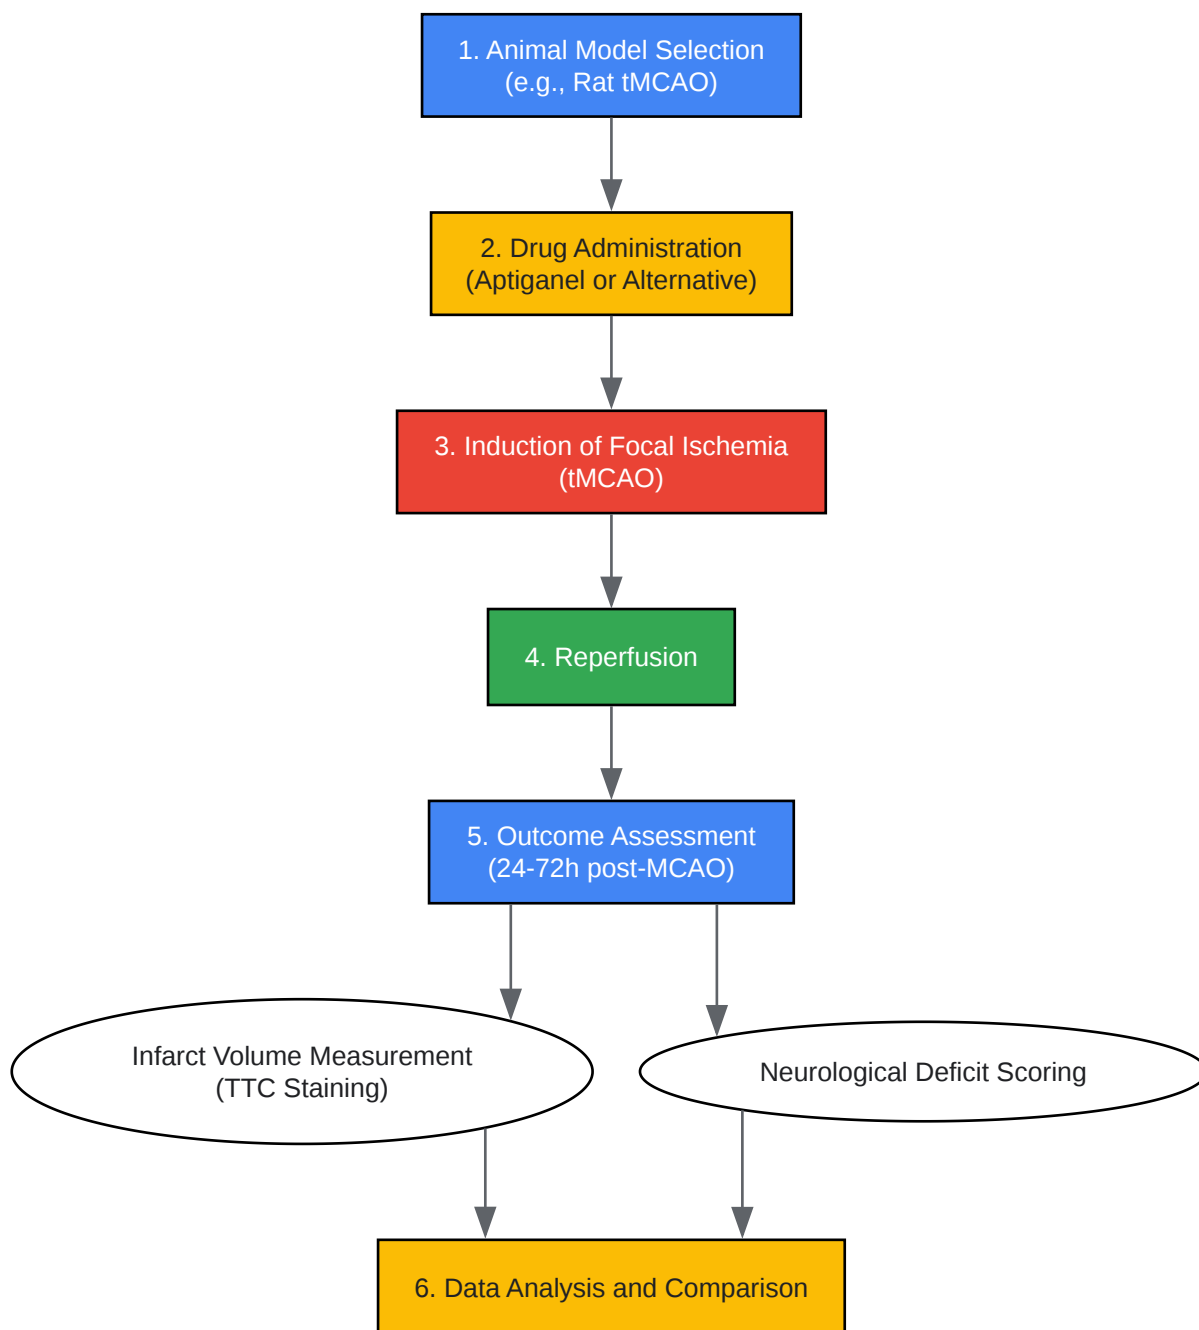 1. Animal Model Selection
(e.g., Rat tMCAO)
2. Drug Administration
(Aptiganel or Alternative)
3. Induction of Focal Ischemia
(tMCAO)
4. Reperfusion
5. Outcome Assessment
(24-72h post-MCAO)
Infarct Volume Measurement
(TTC Staining)
Neurological Deficit Scoring
6. Data Analysis and Comparison